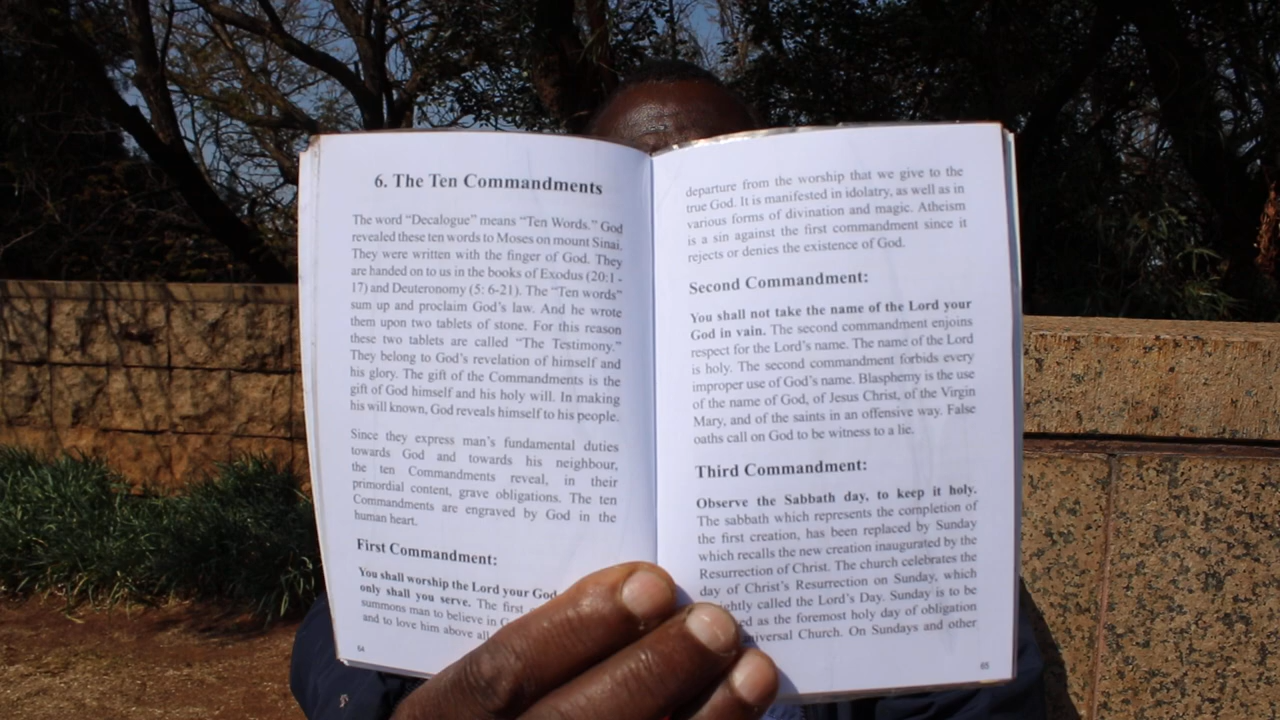 6. The Ten Commandments
The word “Decalogue” means “Ten Words.” God
revealed these ten words to Moses on mount Sinai.
They were written with the finger of God. They
are handed on to us in the books of Exodus (20:1 -
17) and Deuteronomy (5: 6-21). The “Ten words”
sum up and proclaim God’s law. And he wrote
them upon two tablets of stone. For this reason
these two tablets are called “The Testimony.”
They belong to God’s revelation of himself and
his glory. The gift of the Commandments is the
gift of God himself and his holy will. In making
his will known, God reveals himself to his people.
Since they express man’s fundamental duties
towards God and towards his neighbour,
the ten Commandments reveal, in their
primordial content, grave obligations. The ten
Commandments are engraved by God in the
human heart.
First Commandment:
You shall worship the Lord your God
only shall you serve. The first
summons man to believe in
and to love him above all
64
departure from the worship that we give to the
true God. It is manifested in idolatry, as well as in
various forms of divination and magic. Atheism
is a sin against the first commandment since it
rejects or denies the existence of God.
Second Commandment:
You shall not take the name of the Lord your
God in vain. The second commandment enjoins
respect for the Lord’s name. The name of the Lord
is holy. The second commandment forbids every
improper use of God’s name. Blasphemy is the use
of the name of God, of Jesus Christ, of the Virgin
Mary, and of the saints in an offensive way. False
oaths call on God to be witness to a lie.
Third Commandment:
Observe the Sabbath day, to keep it holy.
The sabbath which represents the completion of
the first creation, has been replaced by Sunday
which recalls the new creation inaugurated by the
Resurrection of Christ. The church celebrates the
day of Christ’s Resurrection on Sunday, which
called the Lord’s Day. Sunday is to be
as the foremost holy day of obligation
Church. On Sundays and other
65